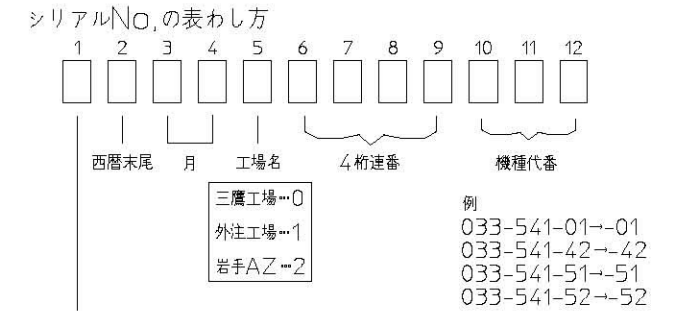 シリアルNo.の表わし方
1 2 3 4 5 6 7 8 9 10 11 12
西暦末尾 月 工場名 4桁連番 機種代番
三鷹工場…0
外注工場…1
岩手AZ…2
例
033-541-01→-01
033-541-42→-42
033-541-51→-51
033-541-52→-52